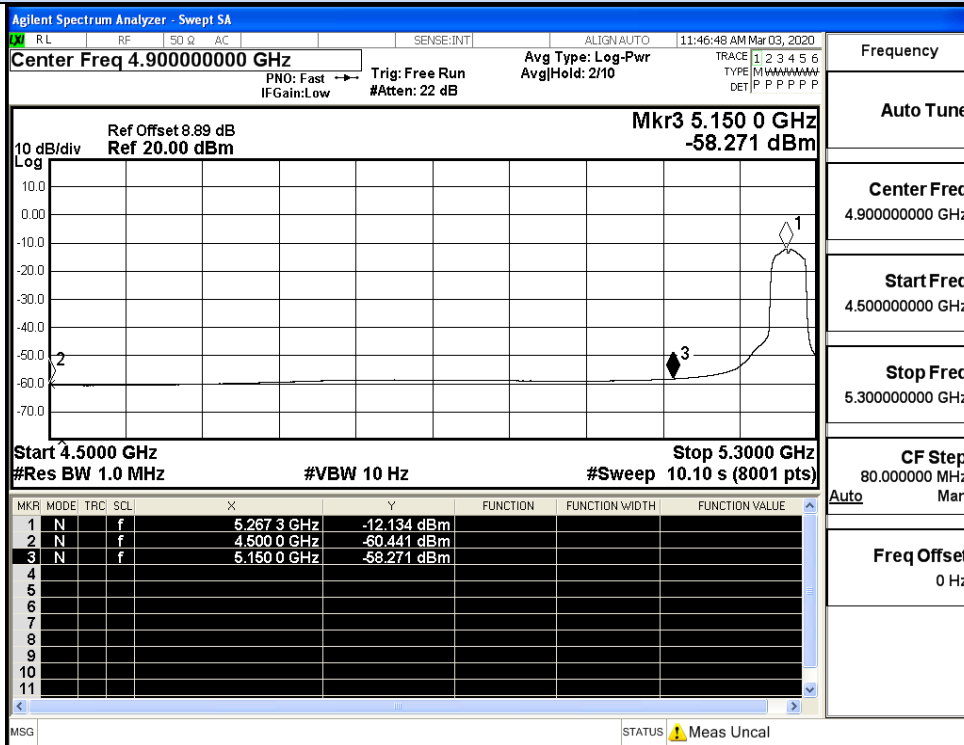 Agilent Spectrum Analyzer - Swept SA
LXI RL RF 50 Ω AC SENSE:INT ALIGN AUTO 11:46:48 AM Mar 03, 2020
Center Freq 4.900000000 GHz
PNO: Fast
IFGain:Low
Trig: Free Run
#Atten: 22 dB
Avg Type: Log-Pwr
Avg|Hold: 2/10
TRACE 1 2 3 4 5 6
TYPE M W W W W W
DET P P P P P P
Mkr3 5.150 0 GHz
-58.271 dBm
Ref Offset 8.89 dB
10 dB/div Ref 20.00 dBm
Log
10.0
0.00
-10.0
-20.0
-30.0
-40.0
-50.0
-60.0
-70.0
1
2
3
Start 4.5000 GHz Stop 5.3000 GHz
#Res BW 1.0 MHz #VBW 10 Hz #Sweep 10.10 s (8001 pts)
MKR MODE TRC SCL X Y FUNCTION FUNCTION WIDTH FUNCTION VALUE
1 N f 5.267 3 GHz -12.134 dBm
2 N f 4.500 0 GHz -60.441 dBm
3 N f 5.150 0 GHz -58.271 dBm
4
5
6
7
8
9
10
11
MSG STATUS Meas Uncal
Frequency
Auto Tune
Center Freq
4.900000000 GHz
Start Freq
4.500000000 GHz
Stop Freq
5.300000000 GHz
CF Step
80.000000 MHz
Auto Man
Freq Offset
0 Hz